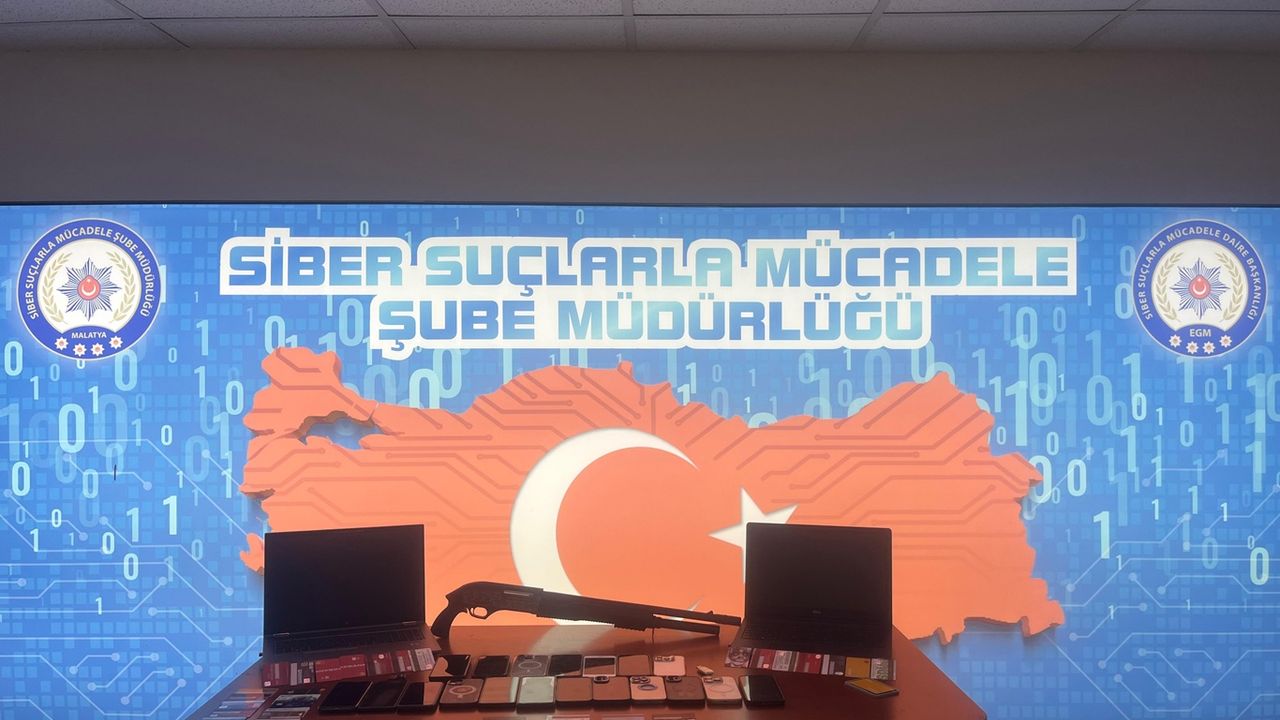 SİBER SUÇLARLA MÜCADELE
ŞUBE MÜDÜRLÜĞÜ
SİBER SUÇLARLA MÜCADELE ŞUBE MÜDÜRLÜĞÜ
MALATYA
SİBER SUÇLARLA MÜCADELE DAİRE BAŞKANLIĞI
EGM